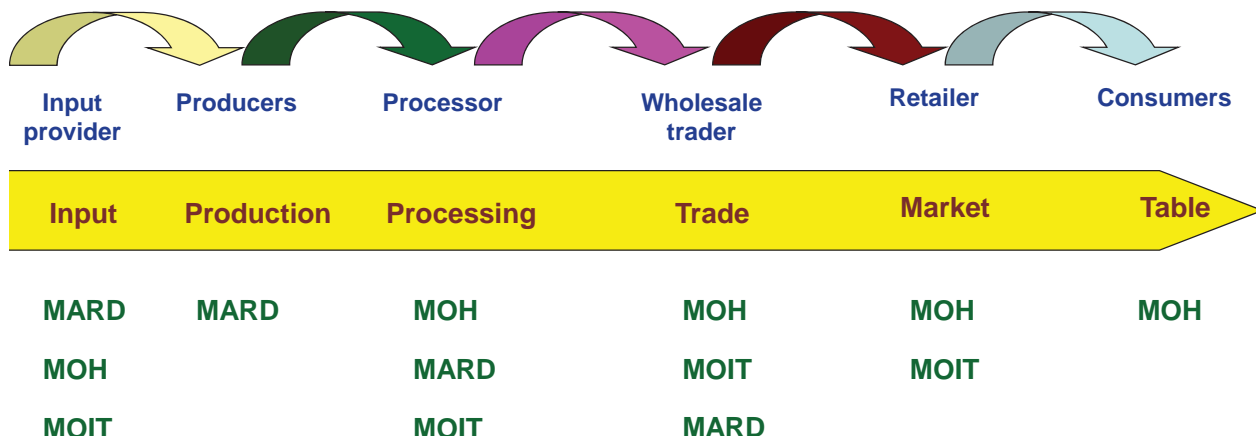 Input provider Producers Processor Wholesale trader Retailer Consumers
Input Production Processing Trade Market Table
MARD MARD MOH MOH MOH MOH
MOH MARD MOIT MOIT
MOIT MOIT MARD